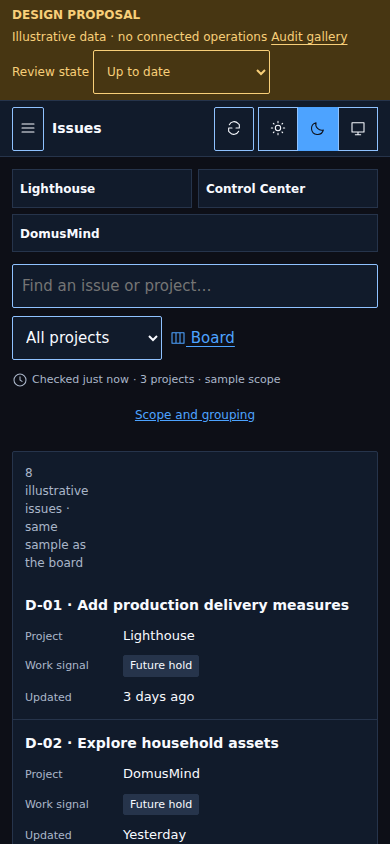 DESIGN PROPOSAL
Illustrative data · no connected operations Audit gallery
Review state Up to date
Issues
Lighthouse Control Center
DomusMind
Find an issue or project...
All projects Board
Checked just now · 3 projects · sample scope
Scope and grouping
8
illustrative
issues ·
same
sample as
the board
D-01 · Add production delivery measures
Project Lighthouse
Work signal Future hold
Updated 3 days ago
D-02 · Explore household assets
Project DomusMind
Work signal Future hold
Updated Yesterday